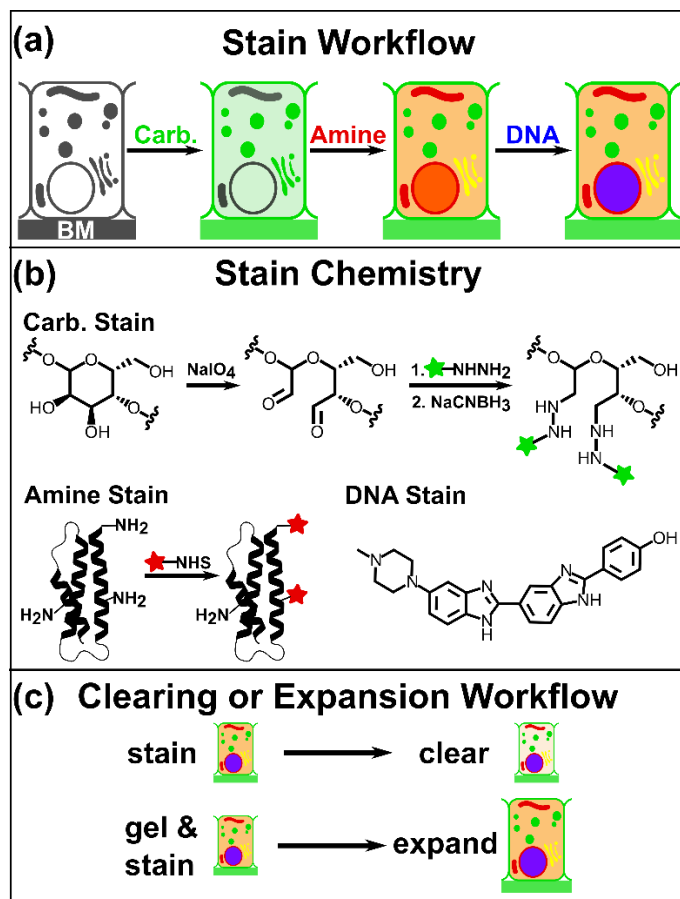 (a) Stain Workflow
Carb. Amine DNA
BM
(b) Stain Chemistry
Carb. Stain
O O OH NaIO4 O O OH 1. NHNH2 O O OH
HO O O O 2. NaCNBH3 O
OH O NH NH
HN HN
NH
Amine Stain DNA Stain
NH2 OH
NHS N
N N N
H2N NH2 H2N N NH
H
(c) Clearing or Expansion Workflow
stain clear
gel &
stain expand